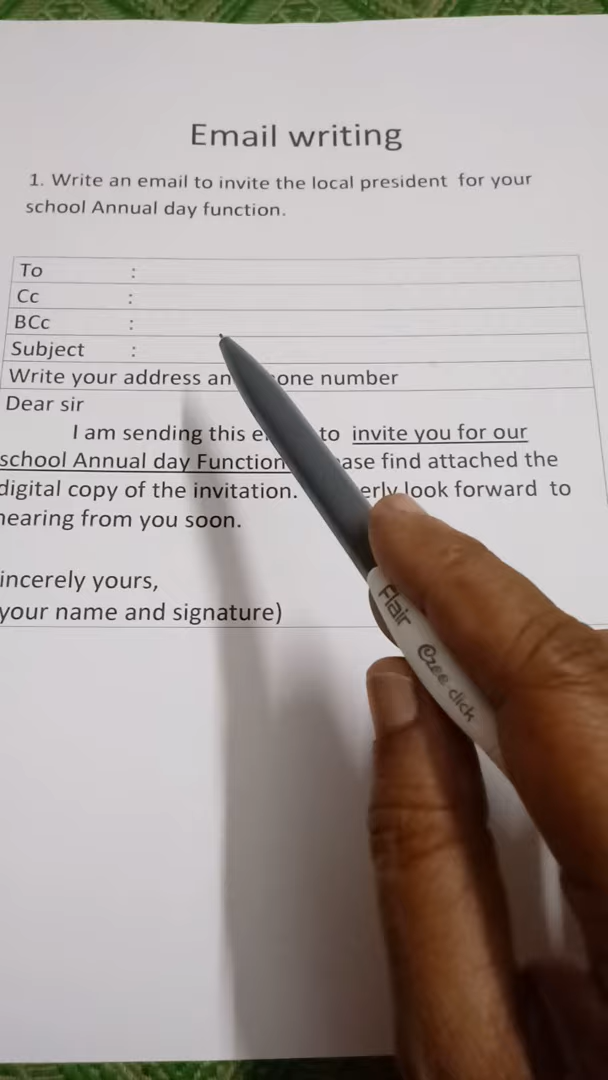 Email writing
1. Write an email to invite the local president for your
school Annual day function.
To :
Cc :
BCc :
Subject :
Write your address an one number
Dear sir
I am sending this e to invite you for our
school Annual day Function ase find attached the
digital copy of the invitation. erly look forward to
hearing from you soon.
incerely yours,
your name and signature)
Flair Cree click